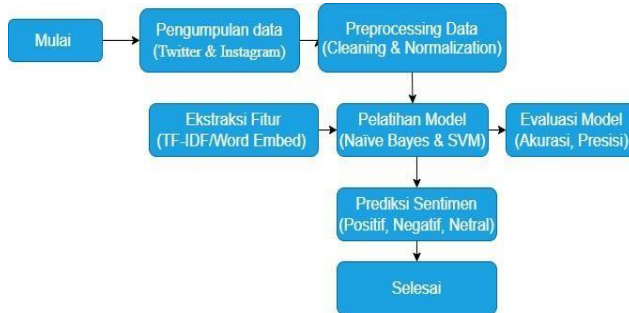 Mulai
Pengumpulan data
(Twitter & Instagram)
Preprocessing Data
(Cleaning & Normalization)
Ekstraksi Fitur
(TF-IDF/Word Embed)
Pelatihan Model
(Naïve Bayes & SVM)
Evaluasi Model
(Akurasi, Presisi)
Prediksi Sentimen
(Positif, Negatif, Netral)
Selesai